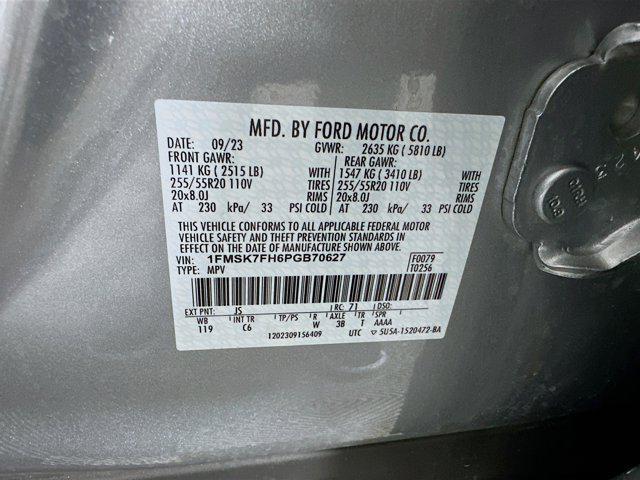 MFD. BY FORD MOTOR CO.
DATE: 09/23 GVWR: 2635 KG ( 5810 LB)
FRONT GAWR: REAR GAWR:
1141 KG ( 2515 LB) WITH 1547 KG ( 3410 LB) WITH
255/55R20 110V TIRES 255/55R20 110V TIRES
20x8.0J RIMS 20x8.0J RIMS
AT 230 kPa/ 33 PSI COLD AT 230 kPa/ 33 PSI COLD
THIS VEHICLE CONFORMS TO ALL APPLICABLE FEDERAL MOTOR
VEHICLE SAFETY AND THEFT PREVENTION STANDARDS IN
EFFECT ON THE DATE OF MANUFACTURE SHOWN ABOVE.
VIN: 1FMSK7FH6PGB70627 F0079
TYPE: MPV T0256
EXT PNT: JS RC: 71 DSO:
WB INT TR TP/PS R AXLE TR SPR
119 C6 W 3B T AAAA
1202309156409 UTC 5U5A-1520472-BA